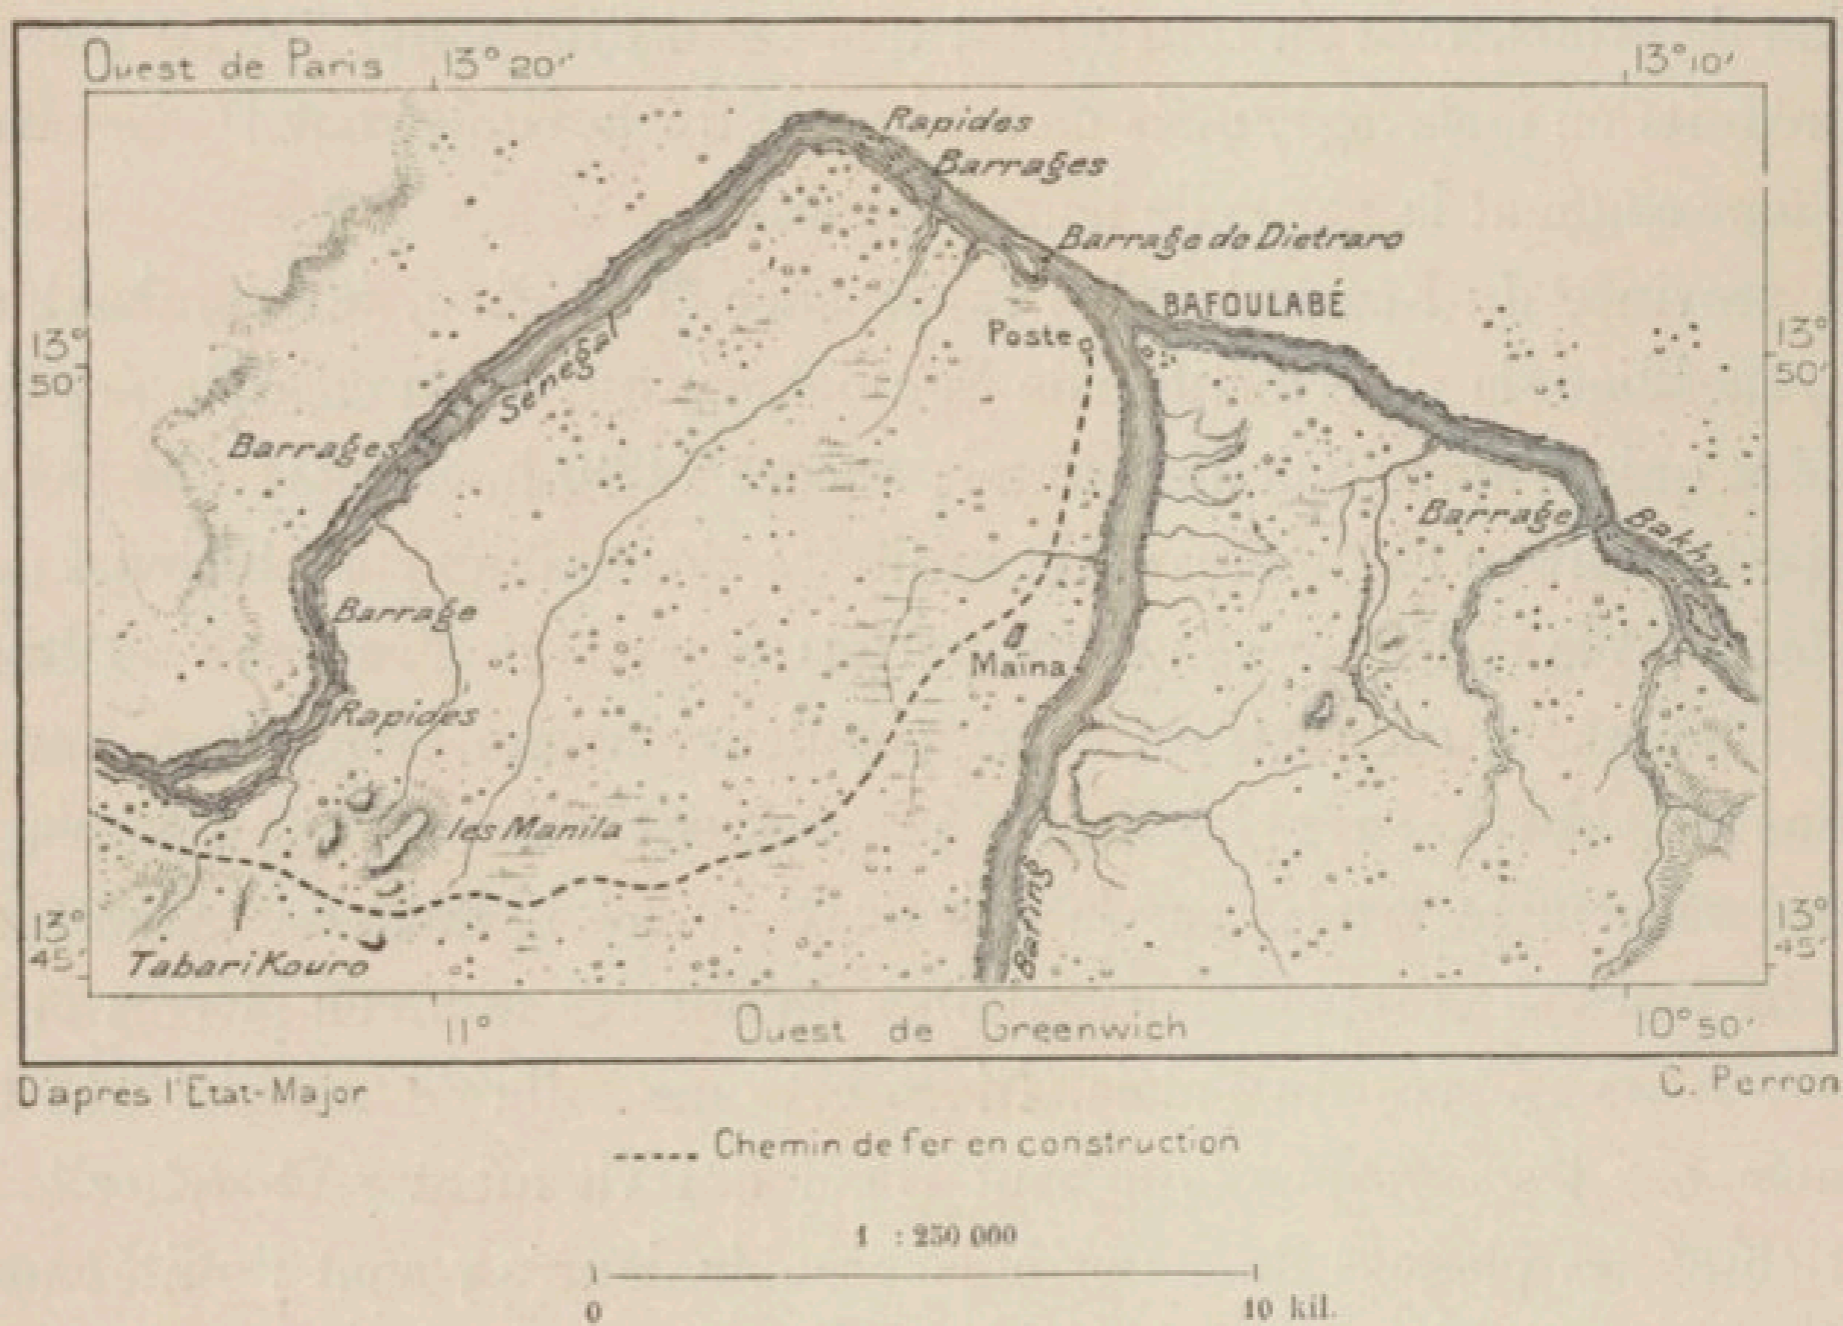 Ouest de Paris 13° 20′ 13° 10′
Rapides
Barrages
Barrage de Dietraro
BAFOULABÉ
Poste
13° 50′
13° 50′
Sénégal
Barrages
Barrage
Bakhoy
Barrage
Maïna
Rapides
les Manila
Bafing
13° 45′
13° 45′
Tabari Kouro
11° Ouest de Greenwich 10° 50′
D'après l'Etat-Major
C. Perron
Chemin de fer en construction
1 : 250 000
0 10 kil.